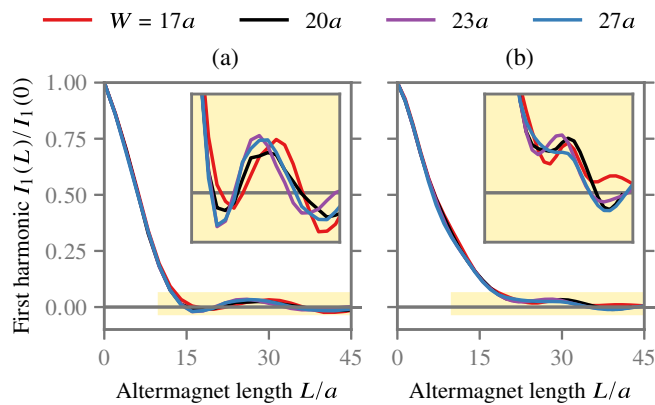 W = 17a 20a 23a 27a
(a) (b)
First harmonic I₁(L)/I₁(0)
1.00
0.75
0.50
0.25
0.00
0 15 30 45 0 15 30 45
Altermagnet length L/a Altermagnet length L/a